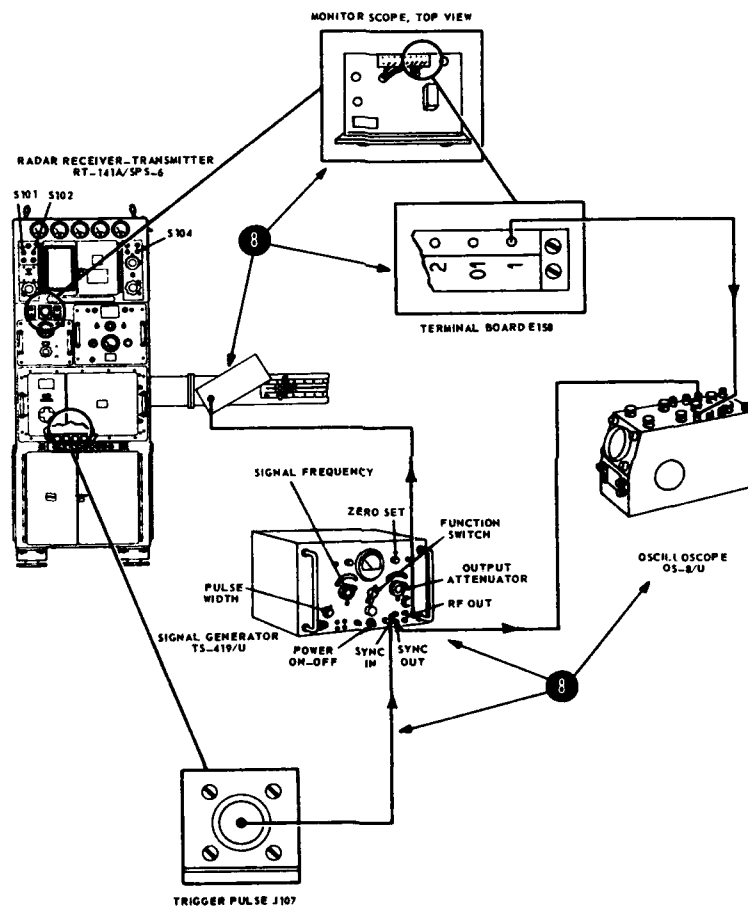 MONITOR SCOPE, TOP VIEW
RADAR RECEIVER-TRANSMITTER
RT-141A/SPS-6
S101 S102
S104
8
2
01
1
TERMINAL BOARD E158
SIGNAL FREQUENCY
ZERO SET
FUNCTION
SWITCH
OUTPUT
ATTENUATOR
PULSE
WIDTH
RF OUT
SIGNAL GENERATOR
TS-419/U
POWER
ON-OFF
SYNC
IN
SYNC
OUT
OSCILLOSCOPE
OS-8/U
8
TRIGGER PULSE J107